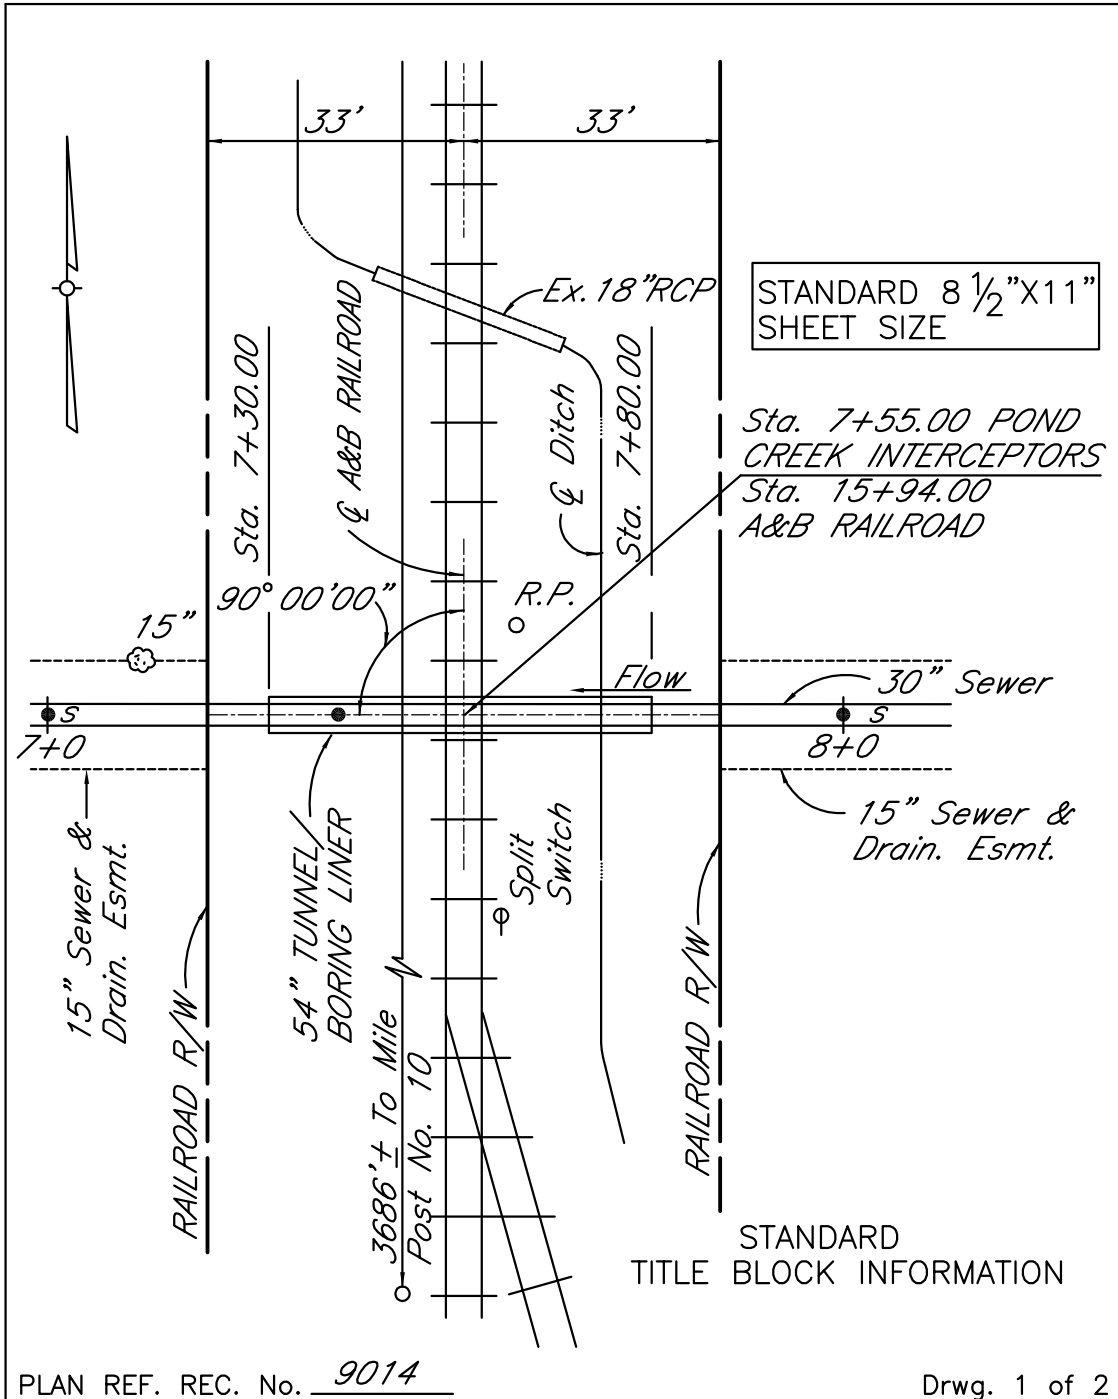 33' 33'
Ex. 18"RCP
STANDARD 8 1/2"X11"
SHEET SIZE
Sta. 7+30.00
℄ A&B RAILROAD
℄ Ditch
Sta. 7+80.00
Sta. 7+55.00 POND
CREEK INTERCEPTORS
Sta. 15+94.00
A&B RAILROAD
90° 00'00"
R.P.
15"
Flow
30" Sewer
S
S
7+0
8+0
15" Sewer &
Drain. Esmt.
15" Sewer &
Drain. Esmt.
54" TUNNEL/
BORING LINER
Split
Switch
RAILROAD R/W
RAILROAD R/W
3686'± To Mile
Post No. 10
STANDARD
TITLE BLOCK INFORMATION
PLAN REF. REC. No. 9014
Drwg. 1 of 2